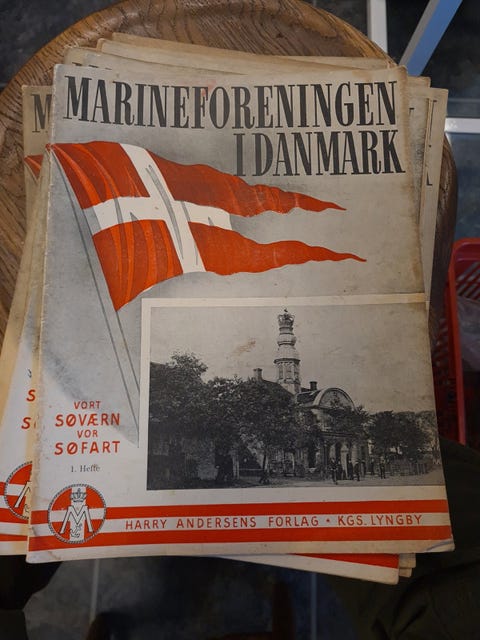 MARINEFORENINGEN
I DANMARK
VORT
SØVÆRN
VOR
SØFART
1. Hefte
M
HARRY ANDERSENS FORLAG · KGS. LYNGBY